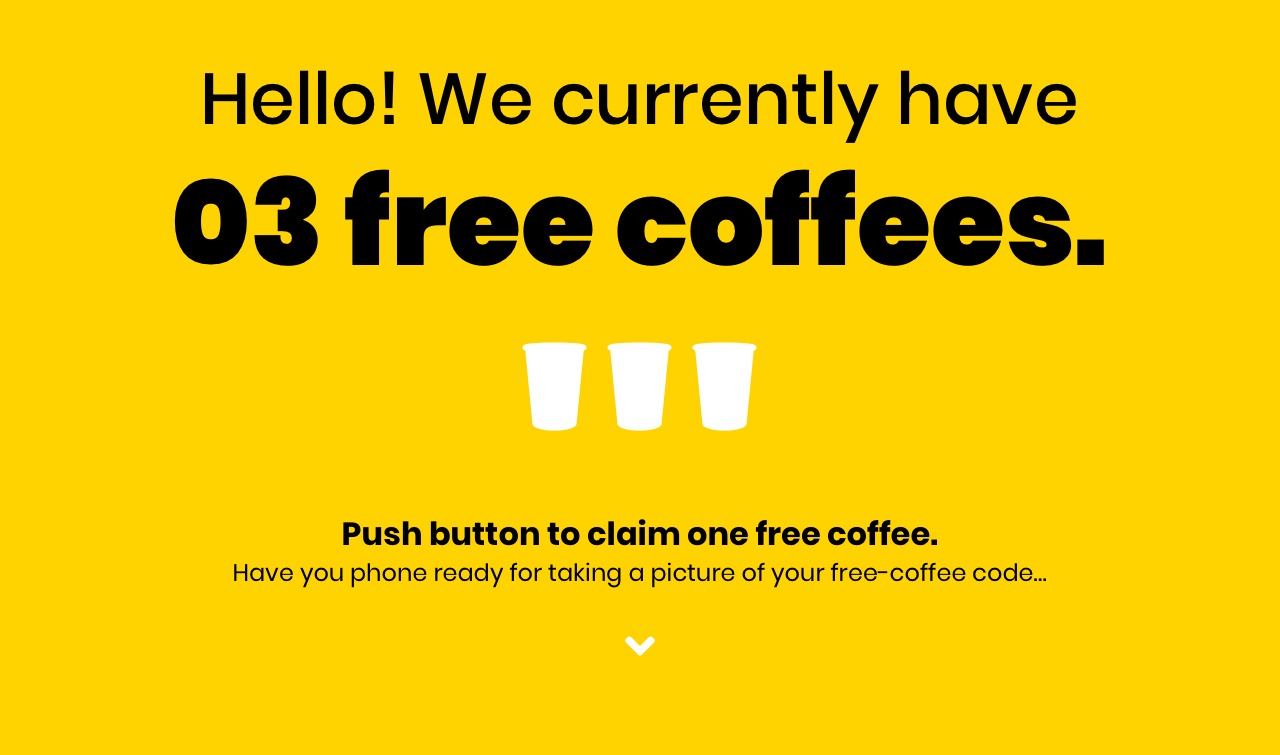 Hello! We currently have
03 free coffees.
Push button to claim one free coffee.
Have you phone ready for taking a picture of your free-coffee code...